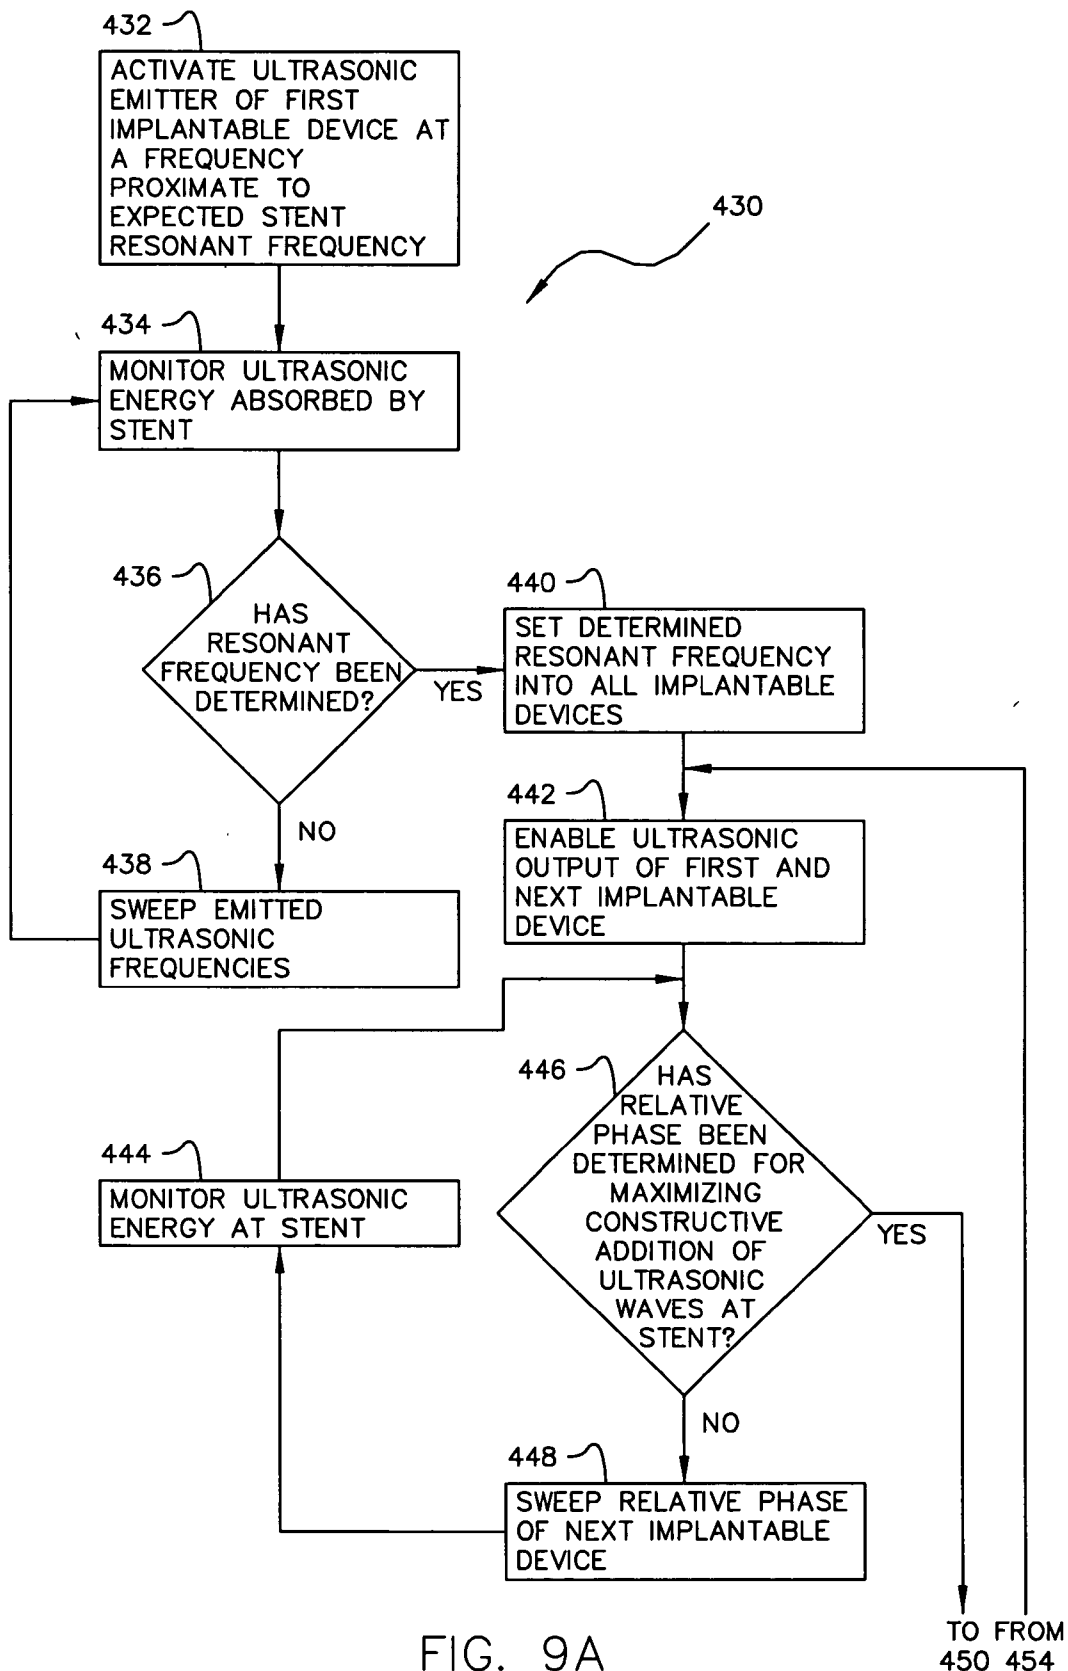 432
ACTIVATE ULTRASONIC
EMITTER OF FIRST
IMPLANTABLE DEVICE AT
A FREQUENCY
PROXIMATE TO
EXPECTED STENT
RESONANT FREQUENCY
430
434
MONITOR ULTRASONIC
ENERGY ABSORBED BY
STENT
436
HAS
RESONANT
FREQUENCY BEEN
DETERMINED?
YES
NO
440
SET DETERMINED
RESONANT FREQUENCY
INTO ALL IMPLANTABLE
DEVICES
438
SWEEP EMITTED
ULTRASONIC
FREQUENCIES
442
ENABLE ULTRASONIC
OUTPUT OF FIRST AND
NEXT IMPLANTABLE
DEVICE
444
MONITOR ULTRASONIC
ENERGY AT STENT
446
HAS
RELATIVE
PHASE BEEN
DETERMINED FOR
MAXIMIZING
CONSTRUCTIVE
ADDITION OF
ULTRASONIC
WAVES AT
STENT?
YES
NO
448
SWEEP RELATIVE PHASE
OF NEXT IMPLANTABLE
DEVICE
TO FROM
450 454
FIG. 9A